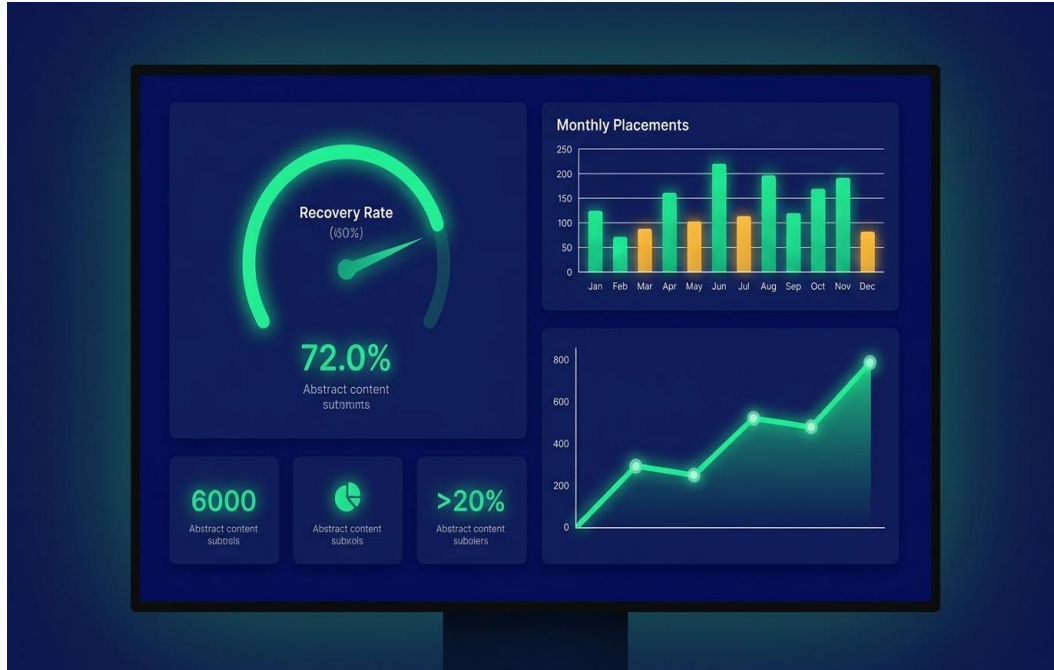 Recovery Rate
72.0%
Abstract content
6000
Abstract content
Abstract content
>20%
Abstract content
subolers
Monthly Placements
250
200
150
100
50
0
Jan Feb Mar Apr May Jun Jul Aug Sep Oct Nov Dec
800
600
400
200
0